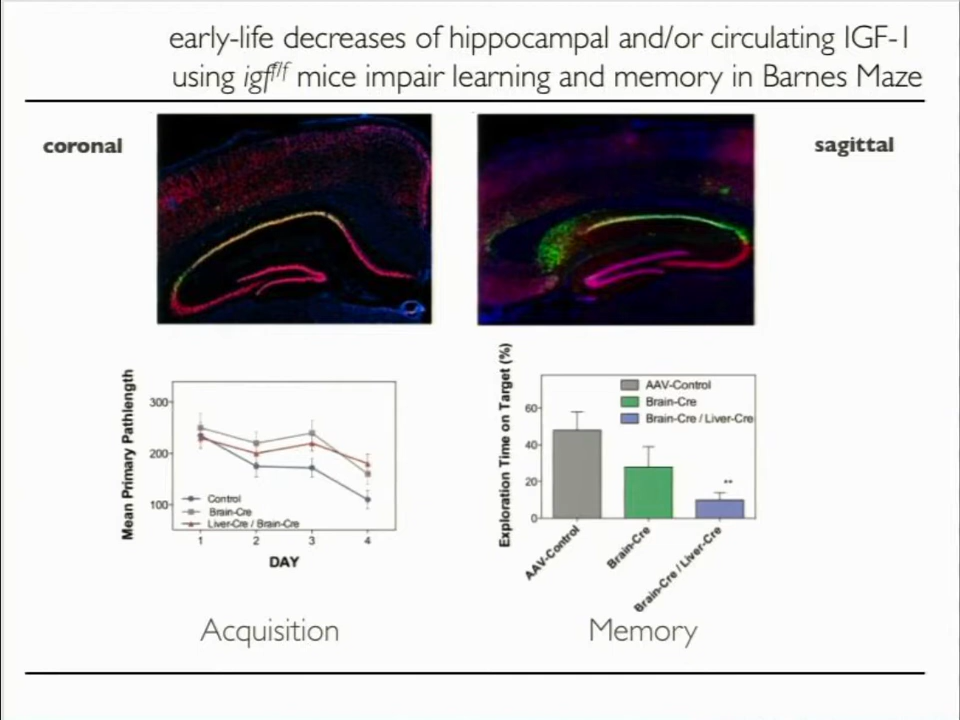 early-life decreases of hippocampal and/or circulating IGF-1
using igf^f/f mice impair learning and memory in Barnes Maze
coronal
sagittal
Mean Primary Pathlength
300
200
100
Control
Brain-Cre
Liver-Cre / Brain-Cre
1 2 3 4
DAY
Acquisition
Exploration Time on Target (%)
60
40
20
0
AAV-Control
Brain-Cre
Brain-Cre / Liver-Cre
**
AAV-Control
Brain-Cre
Brain-Cre / Liver-Cre
Memory